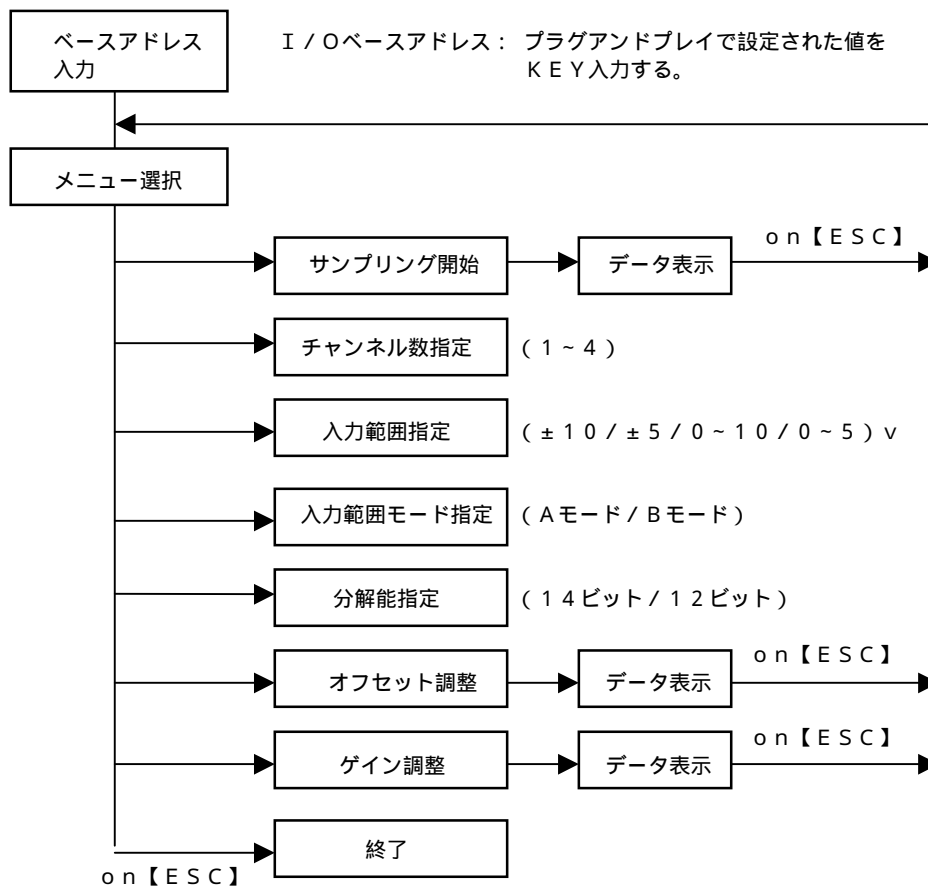 ベースアドレス
入力
Ｉ／Ｏベースアドレス： プラグアンドプレイで設定された値を
ＫＥＹ入力する。
メニュー選択
サンプリング開始
データ表示
ｏｎ【ＥＳＣ】
チャンネル数指定
（１～４）
入力範囲指定
（±１０／±５／０～１０／０～５）ｖ
入力範囲モード指定
（Ａモード／Ｂモード）
分解能指定
（１４ビット／１２ビット）
オフセット調整
データ表示
ｏｎ【ＥＳＣ】
ゲイン調整
データ表示
ｏｎ【ＥＳＣ】
終了
ｏｎ【ＥＳＣ】